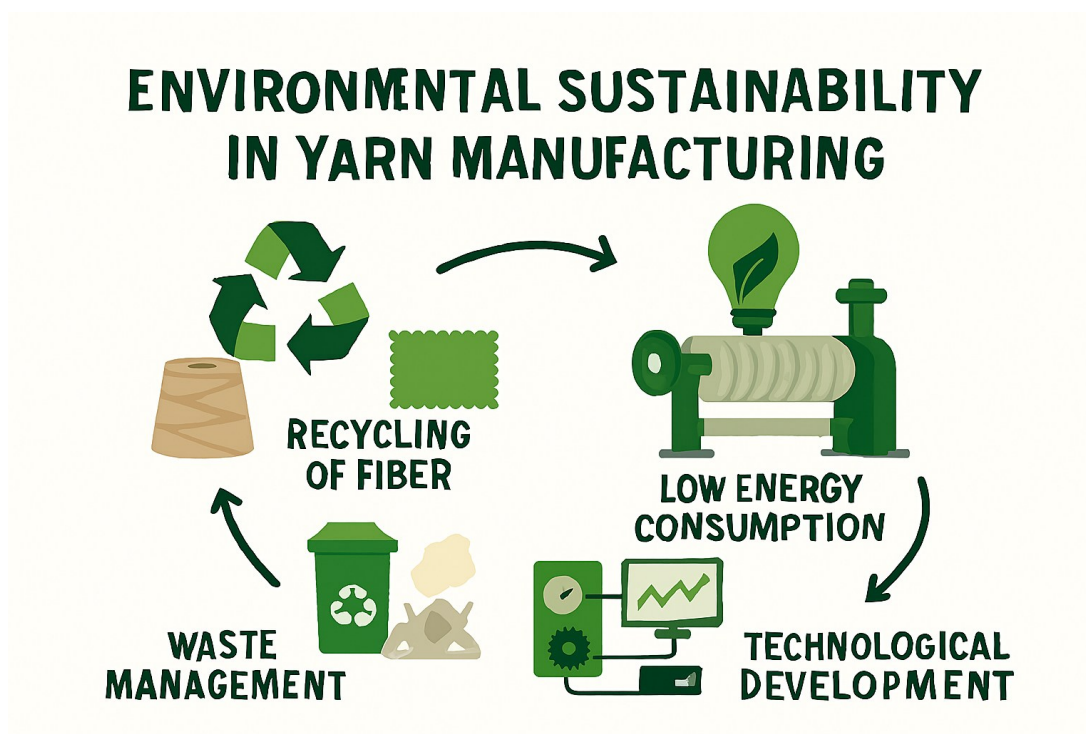 ENVIRONMENTAL SUSTAINABILITY
IN YARN MANUFACTURING
RECYCLING
OF FIBER
LOW ENERGY
CONSUMPTION
WASTE
MANAGEMENT
TECHNOLOGICAL
DEVELOPMENT